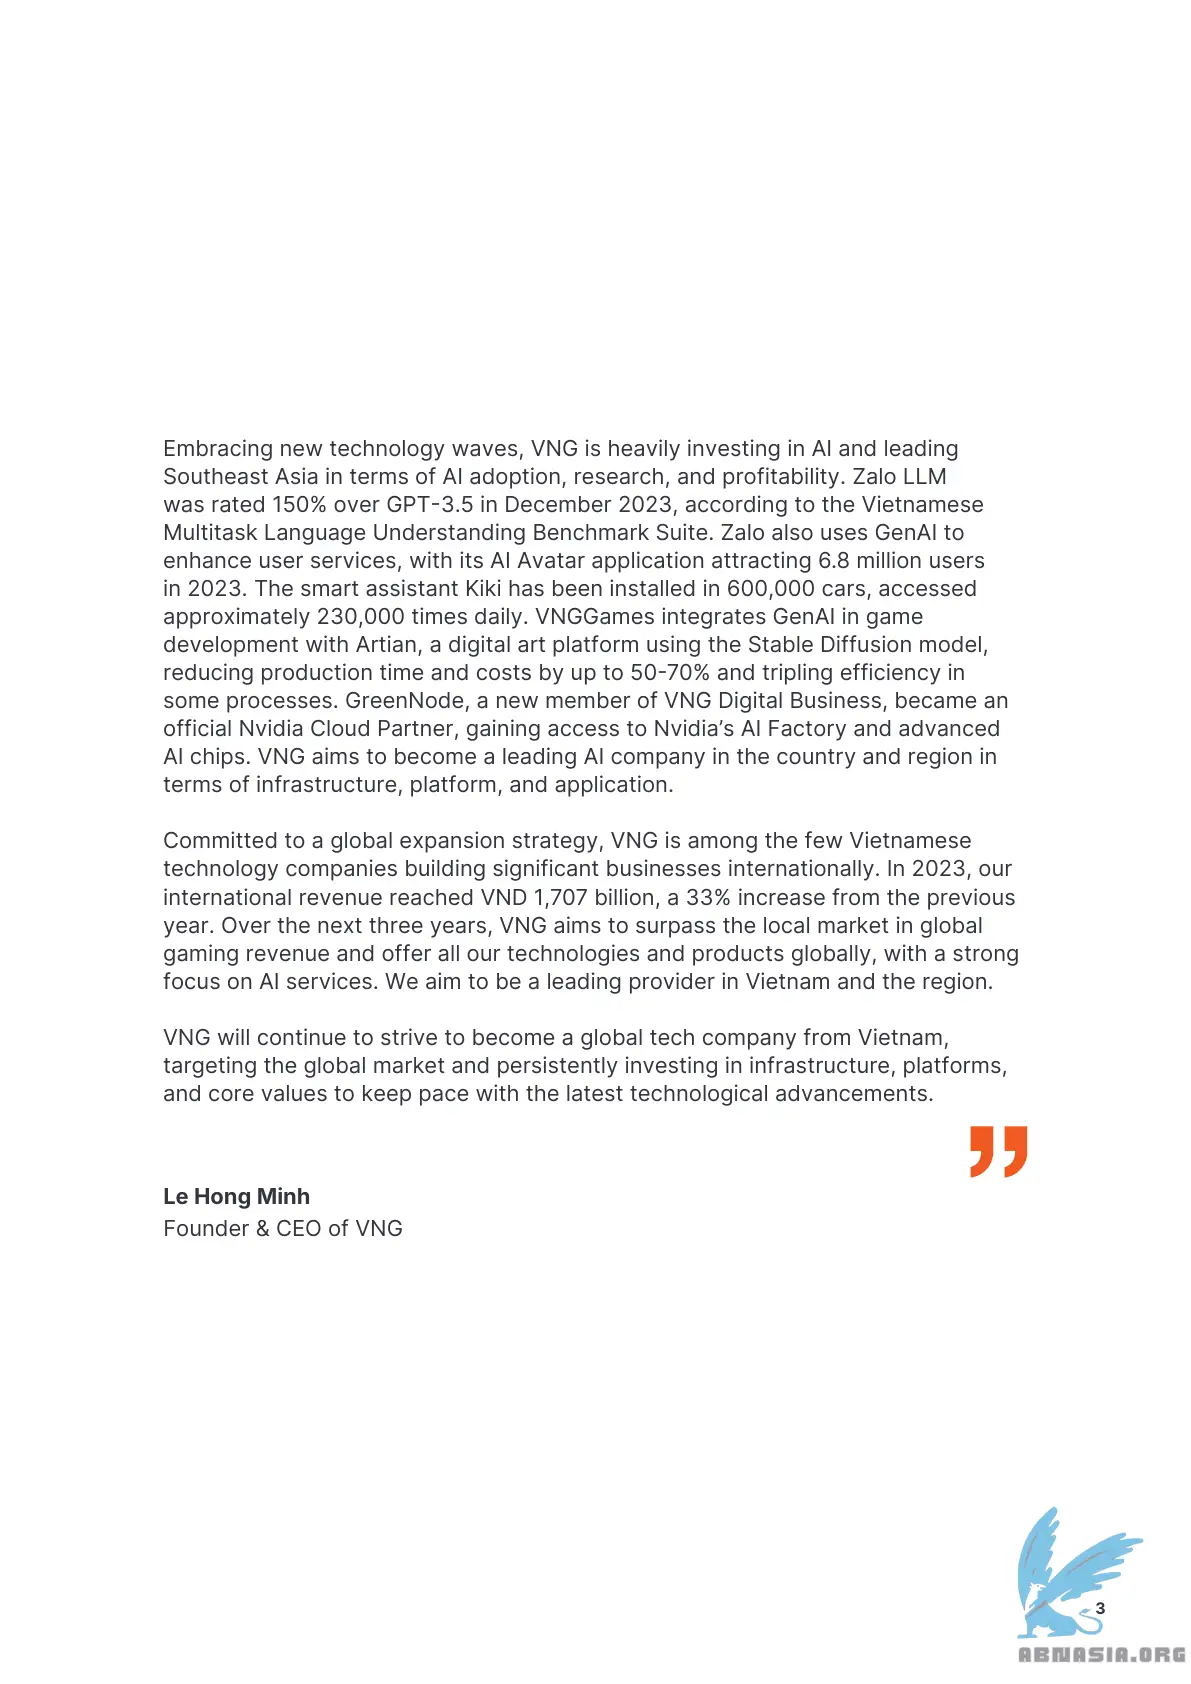 Embracing new technology waves, VNG is heavily investing in AI and leading
Southeast Asia in terms of AI adoption, research, and profitability. Zalo LLM
was rated 150% over GPT-3.5 in December 2023, according to the Vietnamese
Multitask Language Understanding Benchmark Suite. Zalo also uses GenAI to
enhance user services, with its AI Avatar application attracting 6.8 million users
in 2023. The smart assistant Kiki has been installed in 600,000 cars, accessed
approximately 230,000 times daily. VNGGames integrates GenAI in game
development with Artian, a digital art platform using the Stable Diffusion model,
reducing production time and costs by up to 50-70% and tripling efficiency in
some processes. GreenNode, a new member of VNG Digital Business, became an
official Nvidia Cloud Partner, gaining access to Nvidia’s AI Factory and advanced
AI chips. VNG aims to become a leading AI company in the country and region in
terms of infrastructure, platform, and application.
Committed to a global expansion strategy, VNG is among the few Vietnamese
technology companies building significant businesses internationally. In 2023, our
international revenue reached VND 1,707 billion, a 33% increase from the previous
year. Over the next three years, VNG aims to surpass the local market in global
gaming revenue and offer all our technologies and products globally, with a strong
focus on AI services. We aim to be a leading provider in Vietnam and the region.
VNG will continue to strive to become a global tech company from Vietnam,
targeting the global market and persistently investing in infrastructure, platforms,
and core values to keep pace with the latest technological advancements.
”
Le Hong Minh
Founder & CEO of VNG
3
ABNASIA.ORG